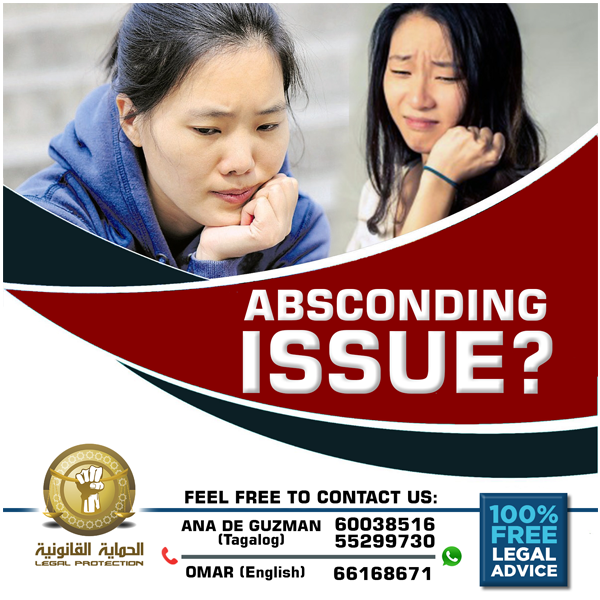 ABSCONDING
ISSUE?
FEEL FREE TO CONTACT US:
ANA DE GUZMAN 60038516
(Tagalog) 55299730
OMAR (English) 66168671
الحماية القانونية
LEGAL PROTECTION
100%
FREE
LEGAL
ADVICE